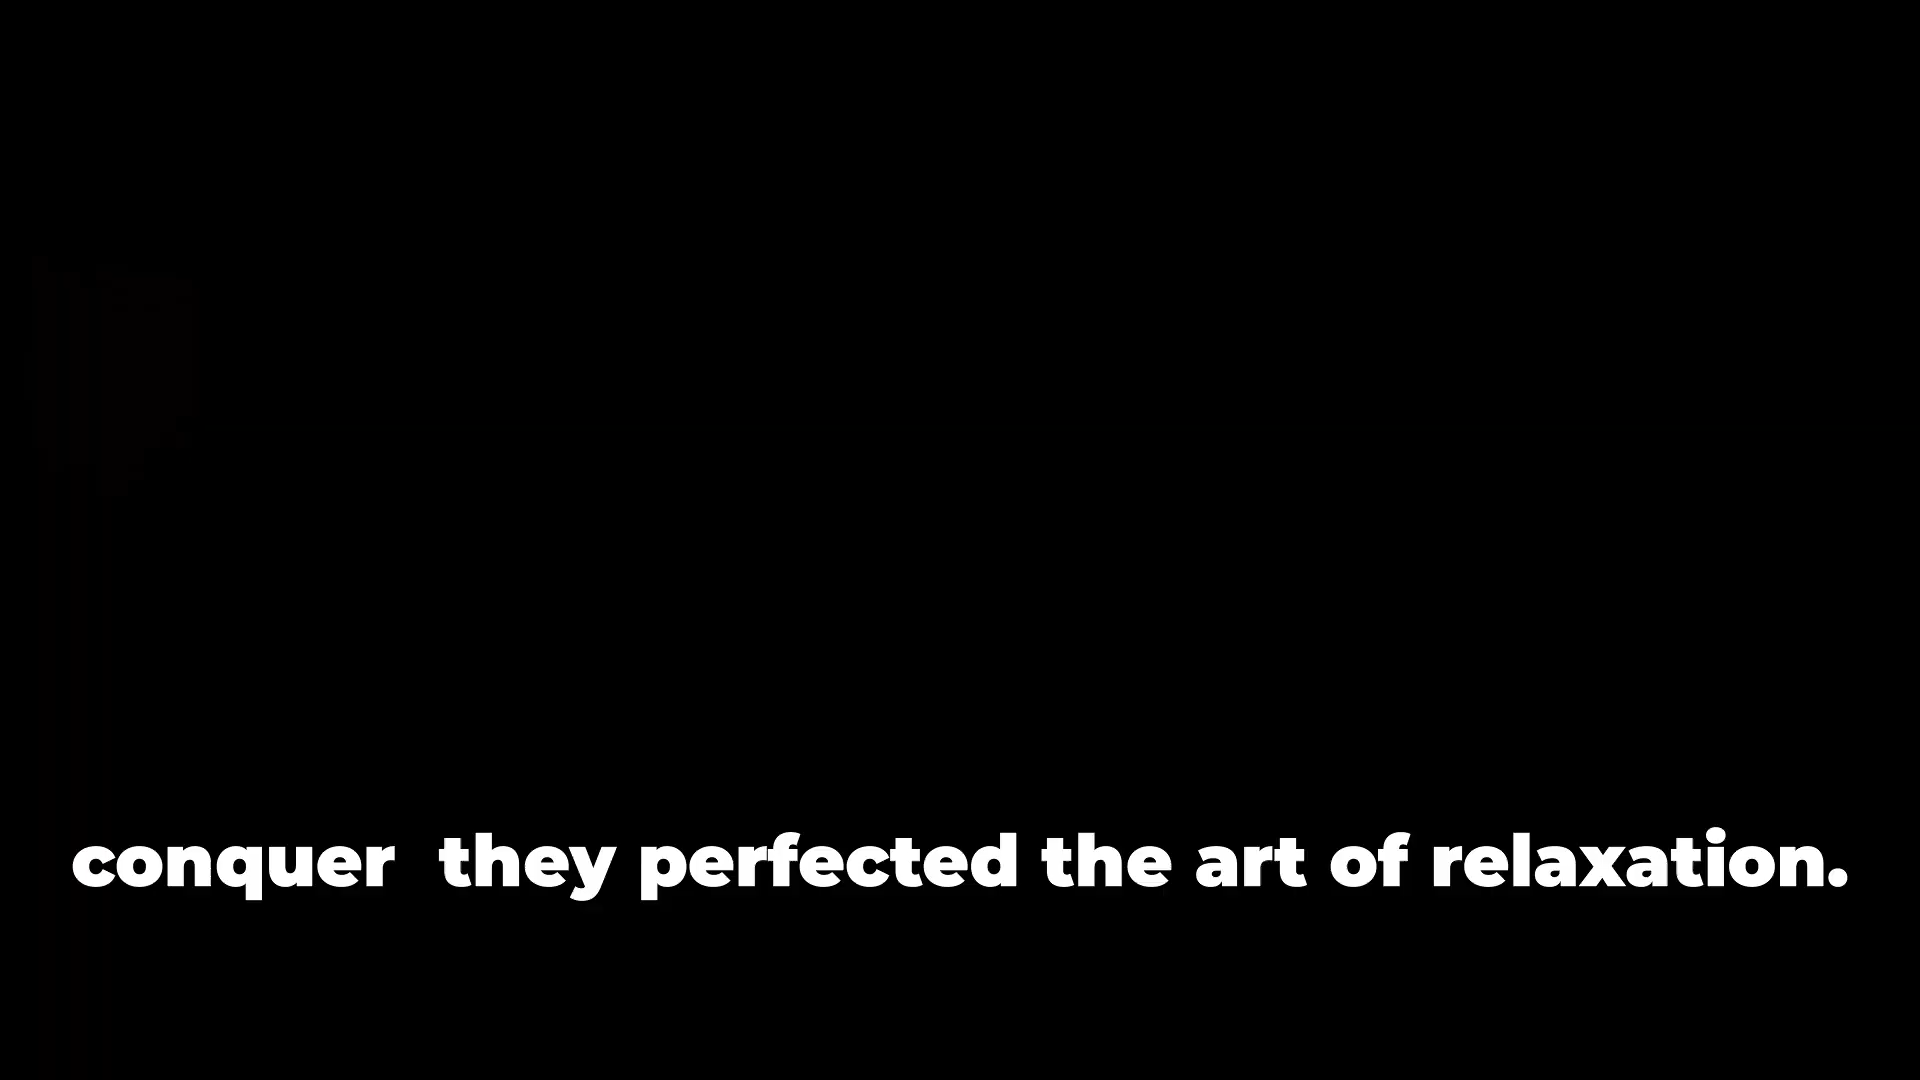 conquer  they perfected the art of relaxation.